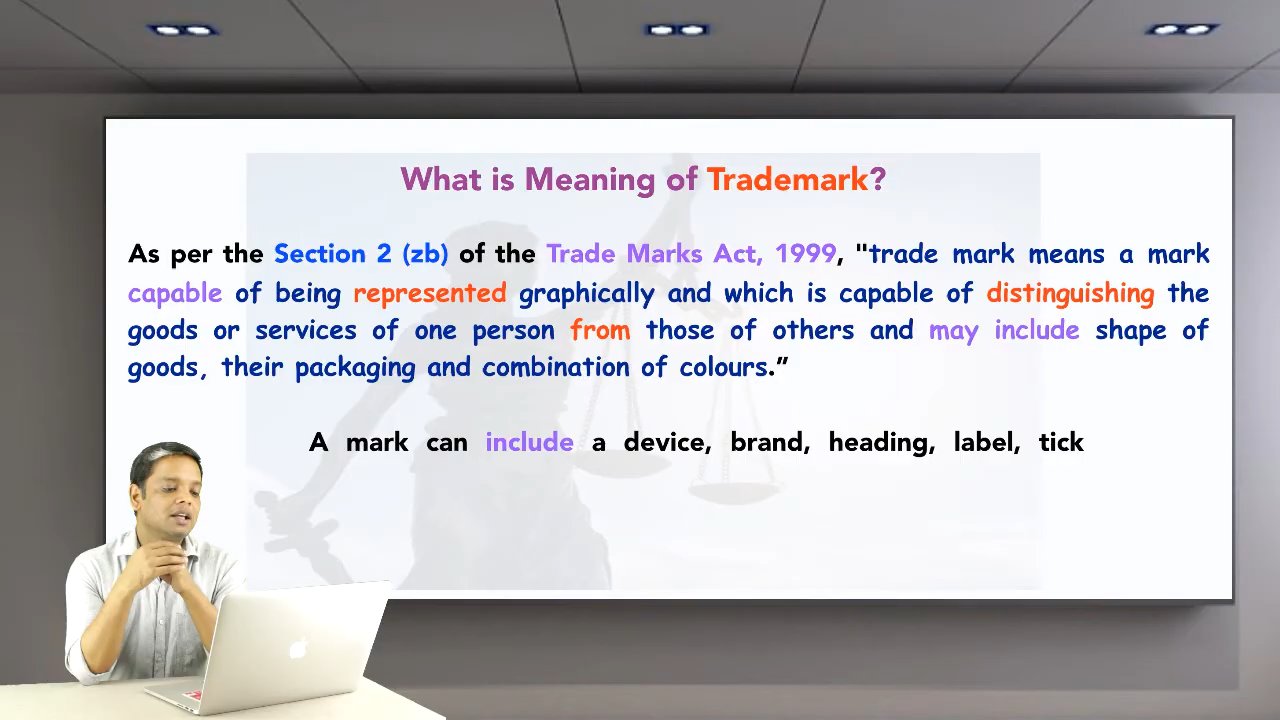 What is Meaning of Trademark?
As per the Section 2 (zb) of the Trade Marks Act, 1999, "trade mark means a mark
capable of being represented graphically and which is capable of distinguishing the
goods or services of one person from those of others and may include shape of
goods, their packaging and combination of colours.”
A mark can include a device, brand, heading, label, tick